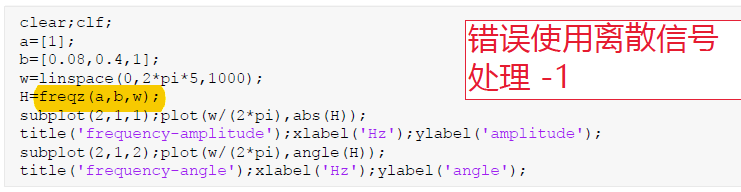 clear;clf;
a=[1];
b=[0.08,0.4,1];
w=linspace(0,2*pi*5,1000);
H=freqz(a,b,w);
subplot(2,1,1);plot(w/(2*pi),abs(H));
title('frequency-amplitude');xlabel('Hz');ylabel('amplitude');
subplot(2,1,2);plot(w/(2*pi),angle(H));
title('frequency-angle');xlabel('Hz');ylabel('angle');
错误使用离散信号
处理 -1